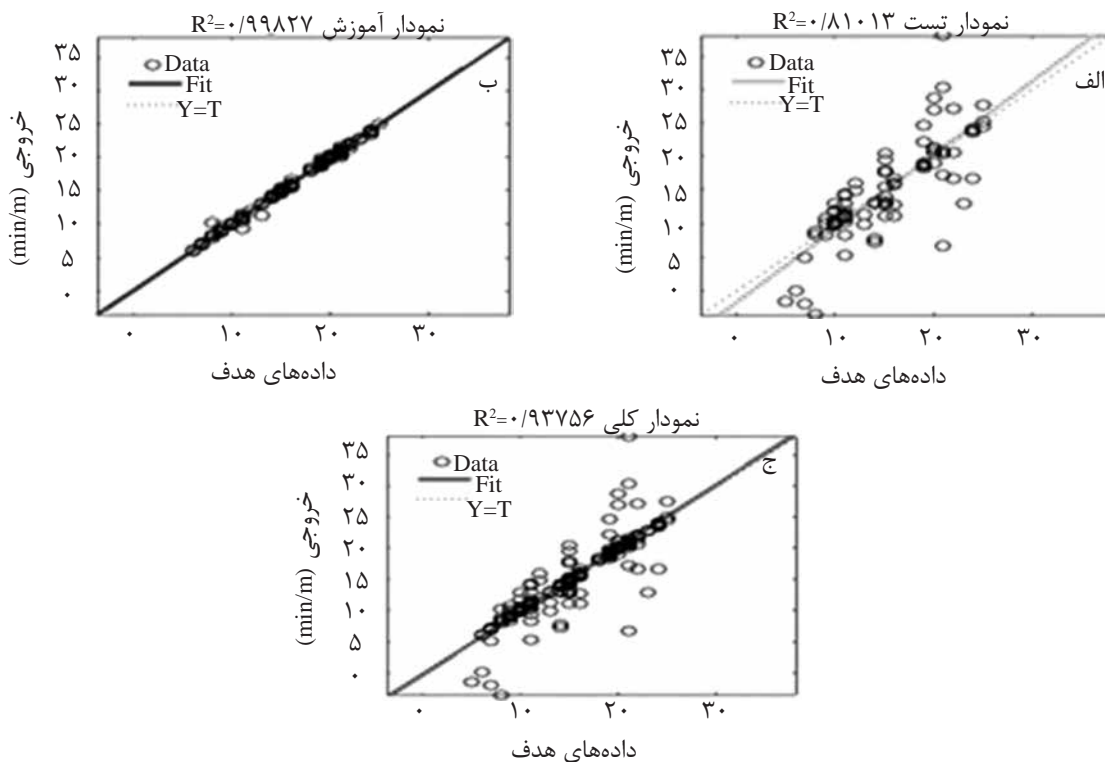 نمودار تست R²=۰/۸۱۰۱۳
الف
Data
Fit
Y=T
۳۵
۳۰
۲۵
۲۰
۱۵
۱۰
۵
۰
خروجی (min/m)
۰ ۱۰ ۲۰ ۳۰
داده‌های هدف
نمودار آموزش R²=۰/۹۹۸۲۷
ب
Data
Fit
Y=T
۳۵
۳۰
۲۵
۲۰
۱۵
۱۰
۵
۰
خروجی (min/m)
۰ ۱۰ ۲۰ ۳۰
داده‌های هدف
نمودار کلی R²=۰/۹۳۷۵۶
ج
Data
Fit
Y=T
۳۵
۳۰
۲۵
۲۰
۱۵
۱۰
۵
۰
خروجی (min/m)
۰ ۱۰ ۲۰ ۳۰
داده‌های هدف